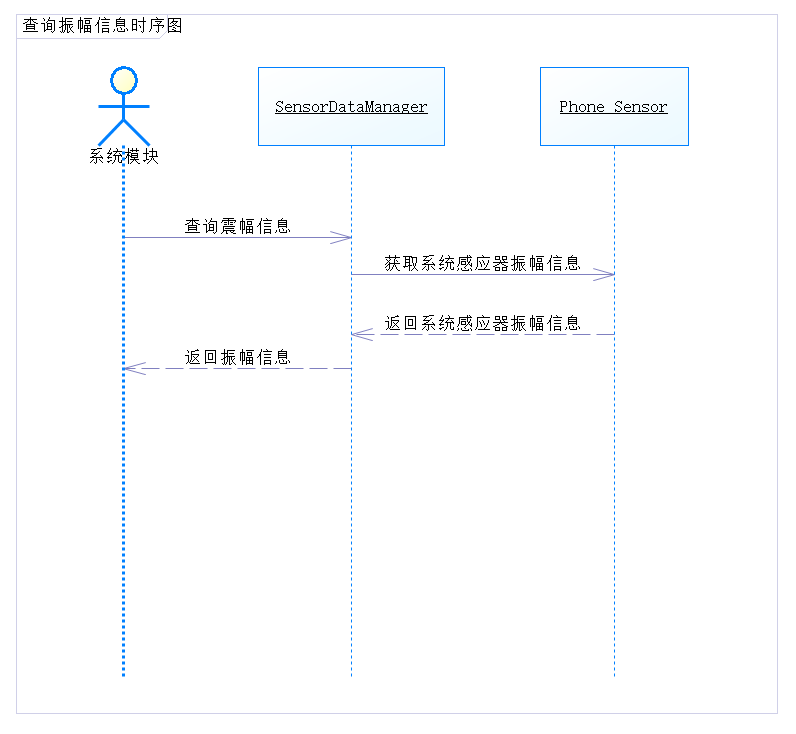 查询振幅信息时序图
SensorDataManager
Phone Sensor
系统模块
查询震幅信息
获取系统感应器振幅信息
返回系统感应器振幅信息
返回振幅信息